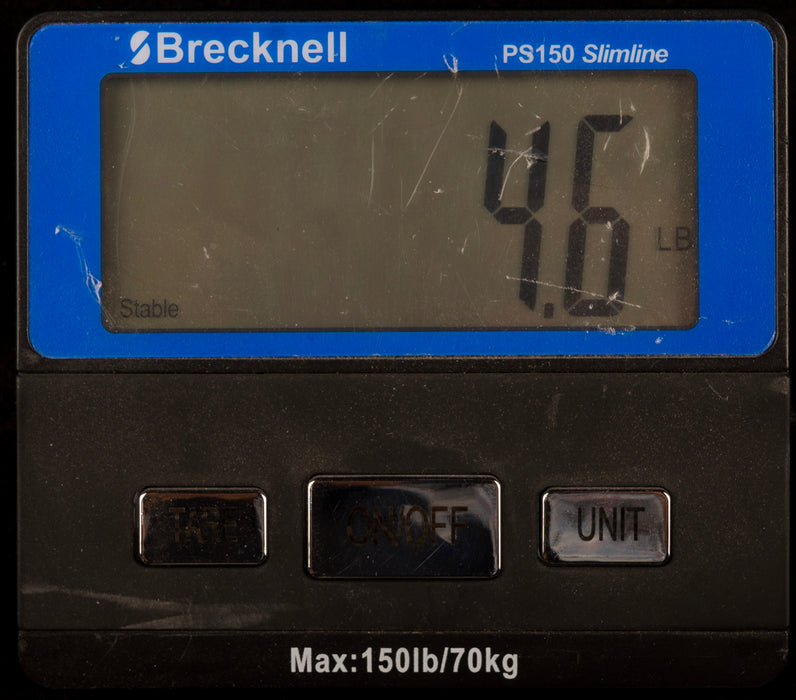 Brecknell
PS150 Slimline
4.6
LB
Stable
TARE
ON/OFF
UNIT
Max:150lb/70kg